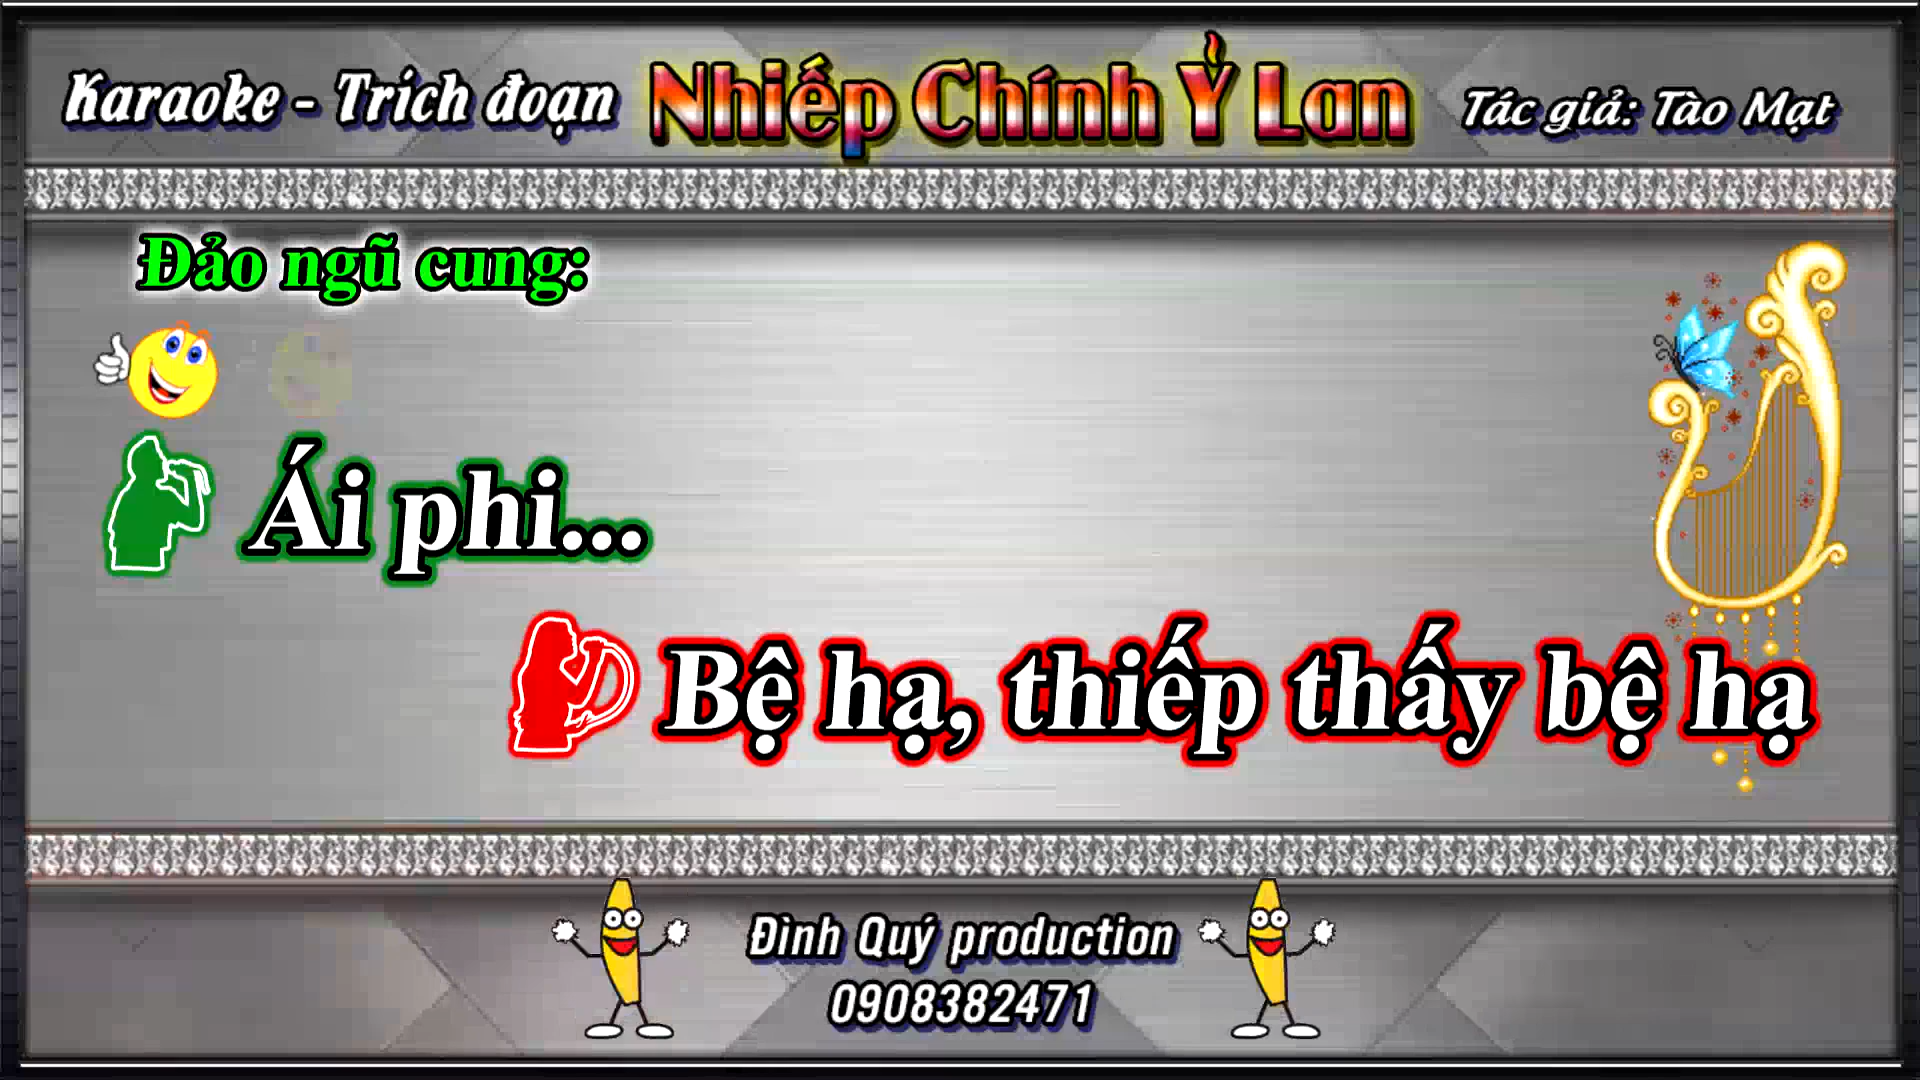 Karaoke - Trích đoạn Nhiếp Chính Ỷ Lan Tác giả: Tào Mạt
Đảo ngũ cung:
Ái phi...
Bệ hạ, thiếp thấy bệ hạ
Đình Quý production
0908382471